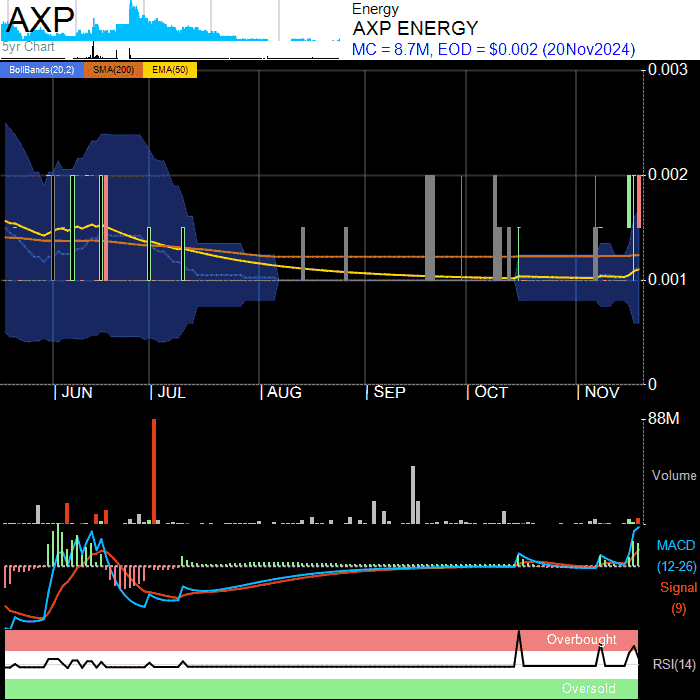 AXP
5yr Chart
Energy
AXP ENERGY
MC = 8.7M, EOD = $0.002 (20Nov2024)
BollBands(20,2) SMA(200) EMA(50)
0.003
0.002
0.001
0
JUN JUL AUG SEP OCT NOV
88M
Volume
MACD
(12-26)
Signal
(9)
Overbought
RSI(14)
Oversold